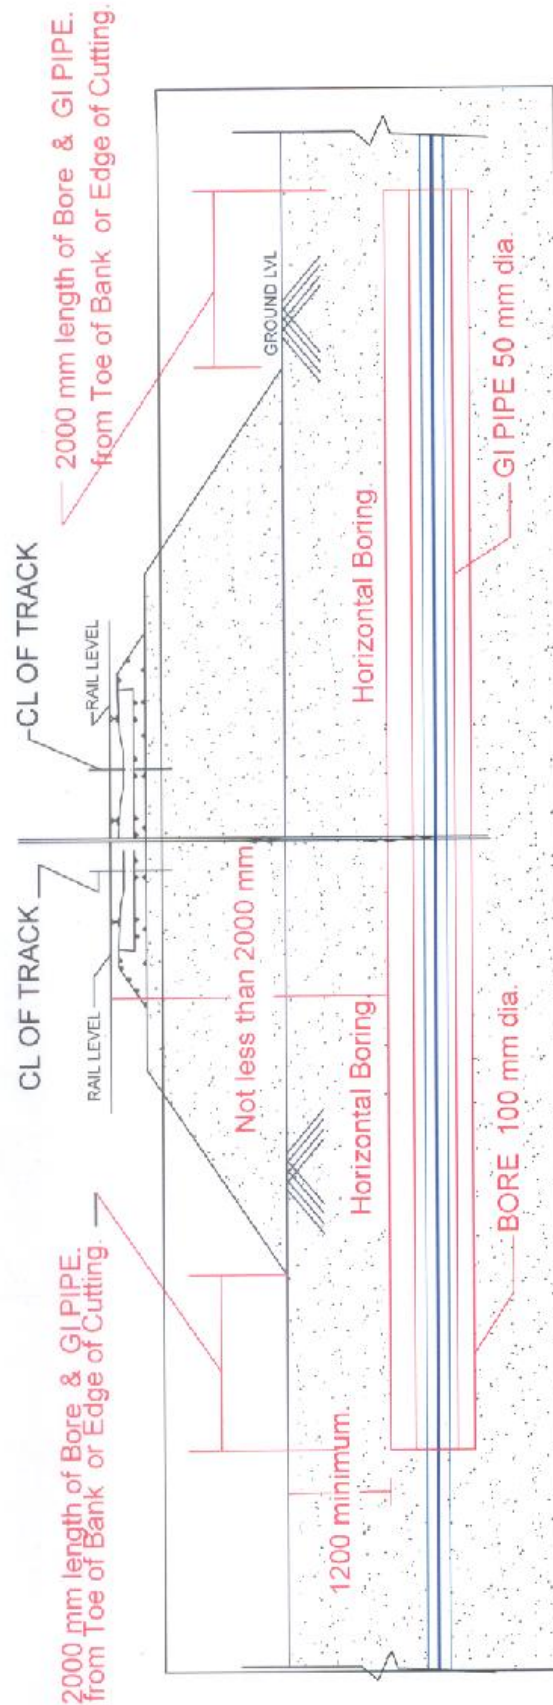 2000 mm length of Bore & GI PIPE.
from Toe of Bank or Edge of Cutting.
CL OF TRACK
CL OF TRACK
2000 mm length of Bore & GI PIPE.
from Toe of Bank or Edge of Cutting.
RAIL LEVEL
RAIL LEVEL
Not less than 2000 mm
GROUND LVL
1200 minimum.
Horizontal Boring
Horizontal Boring
BORE 100 mm dia.
GI PIPE 50 mm dia.